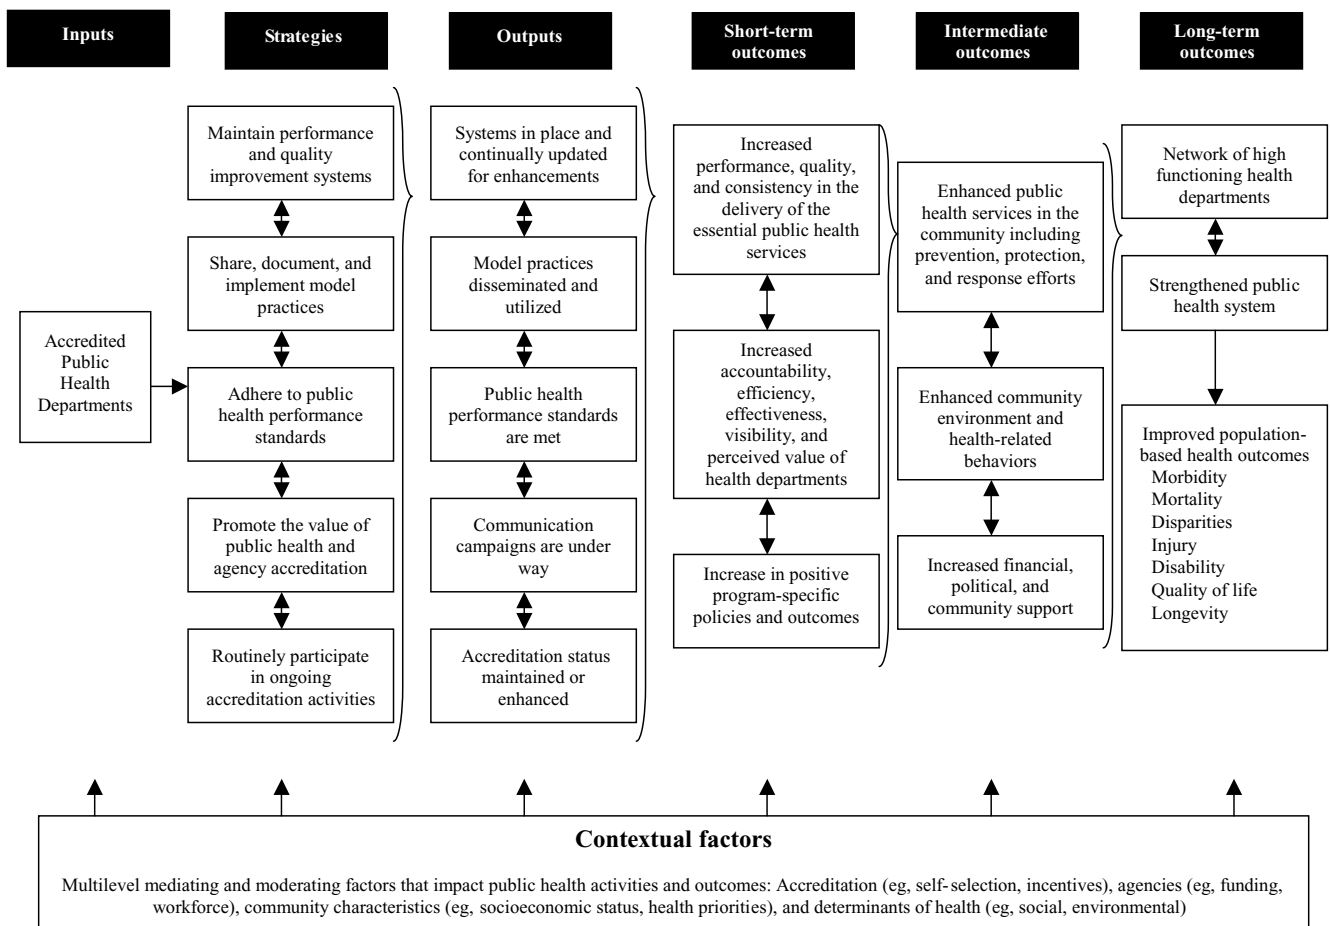 Inputs
Strategies
Outputs
Short-term
outcomes
Intermediate
outcomes
Long-term
outcomes
Accredited
Public
Health
Departments
Maintain performance
and quality
improvement systems
Share, document, and
implement model
practices
Adhere to public
health performance
standards
Promote the value of
public health and
agency accreditation
Routinely participate
in ongoing
accreditation activities
Systems in place and
continually updated
for enhancements
Model practices
disseminated and
utilized
Public health
performance standards
are met
Communication
campaigns are under
way
Accreditation status
maintained or
enhanced
Increased
performance, quality,
and consistency in the
delivery of the
essential public health
services
Increased
accountability,
efficiency,
effectiveness,
visibility, and
perceived value of
health departments
Increase in positive
program-specific
policies and outcomes
Enhanced public
health services in the
community including
prevention, protection,
and response efforts
Enhanced community
environment and
health-related
behaviors
Increased financial,
political, and
community support
Network of high
functioning health
departments
Strengthened public
health system
Improved population-
based health outcomes
Morbidity
Mortality
Disparities
Injury
Disability
Quality of life
Longevity
Contextual factors
Multilevel mediating and moderating factors that impact public health activities and outcomes: Accreditation (eg, self-selection, incentives), agencies (eg, funding,
workforce), community characteristics (eg, socioeconomic status, health priorities), and determinants of health (eg, social, environmental)